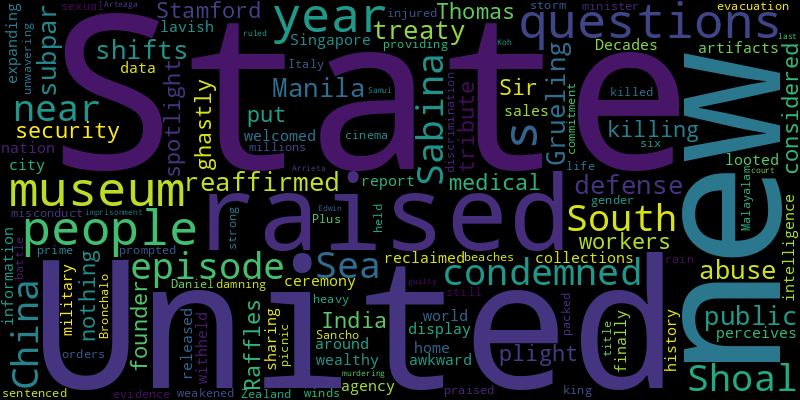 State
United
new
raised
year
questions
Stamford
Thomas
treaty
evacuation
sexual
Arteaga
injured
storm
minister
expanding
unwavering
subpar
shifts
lavish
ruled
Singapore
providing
Koh
Decades
artifacts
last
data
spotlight
ghastly
Italy
Manila
Samui
Sabina
discrimination
tribute
Sir
sales
s
Grueling
commitment
killed
considered
near
put
security
welcomed
millions
cinema
killing
six
nation
city
reaffirmed
report
medical
Arrieta
life
defense
looted
Malayalam
court
museum
people
misconduct
imprisonment
strong
Edwin
Plus
held
South
gender
workers
intelligence
information
battle
prime
prompted
episode
Sea
reclaimed
beaches
collections
rain
abuse
China
military
nothing
Bronchalo
Daniel
damning
ceremony
guilty
condemned
founder
released
withheld
Raffles
sharing
picnic
heavy
India
world
display
still
packed
title
finally
history
public
perceives
orders
Sancho
around
home
wealthy
awkward
plight
murdering
agency
Shoal
sentenced
evidence
weakened
Zealand
winds
praised
king